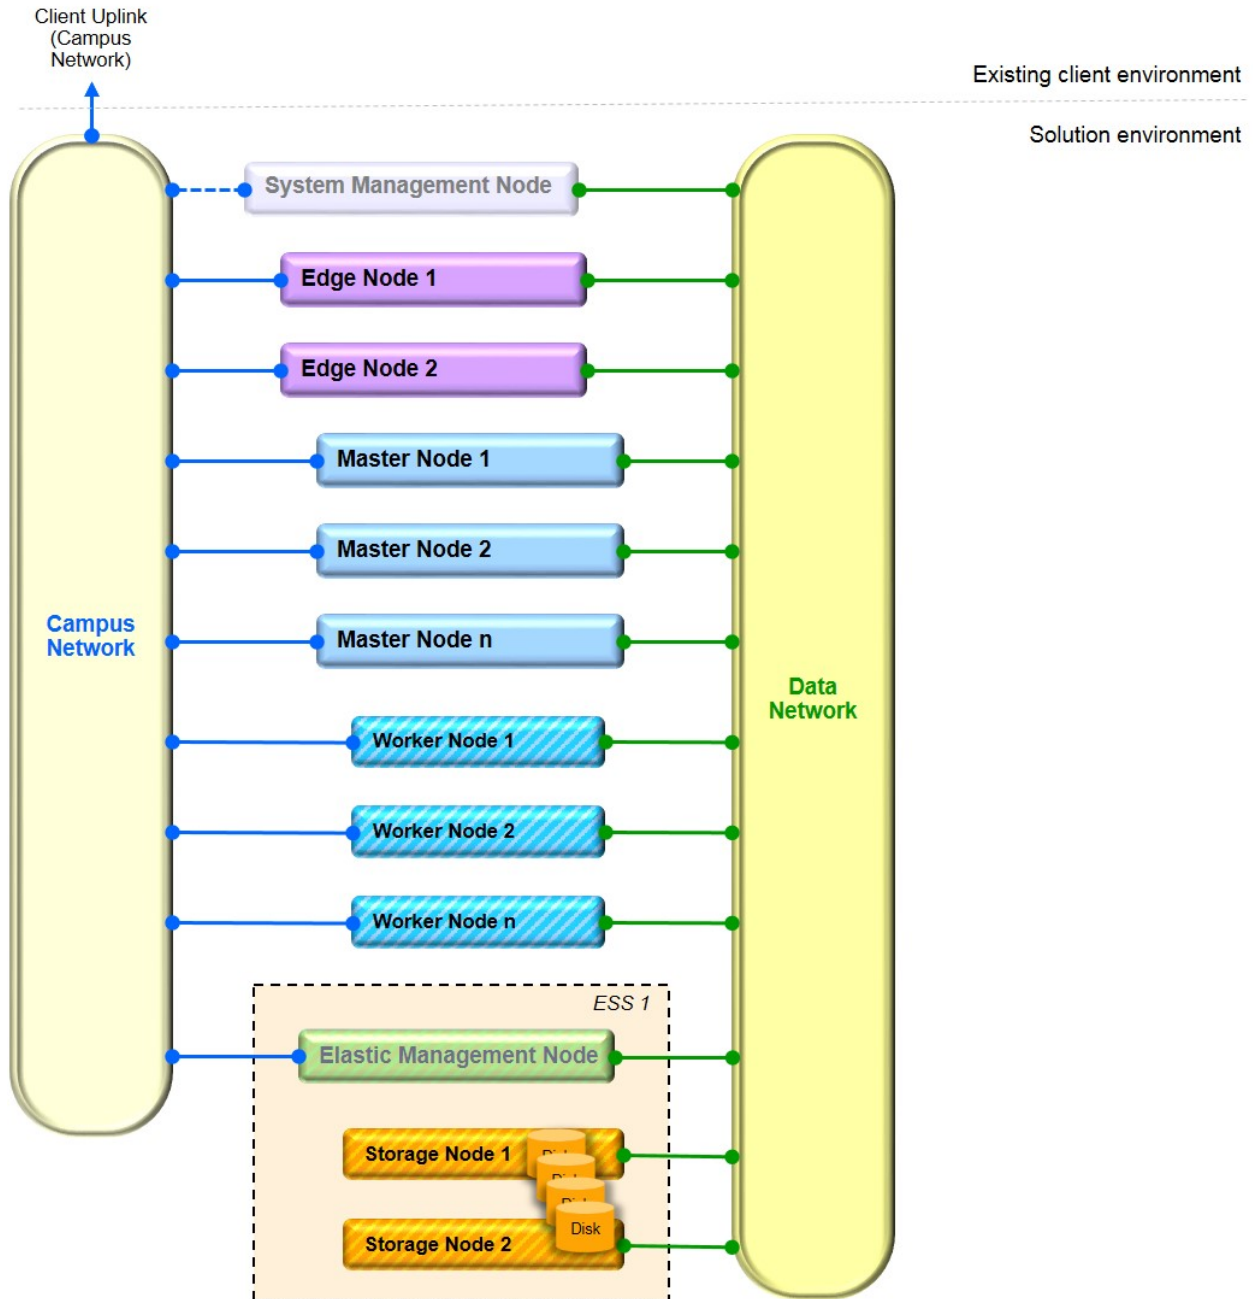 Client Uplink
(Campus
Network)
Existing client environment
Solution environment
System Management Node
Edge Node 1
Edge Node 2
Master Node 1
Master Node 2
Master Node n
Campus
Network
Data
Network
Worker Node 1
Worker Node 2
Worker Node n
ESS 1
Elastic Management Node
Storage Node 1
Storage Node 2
Disk